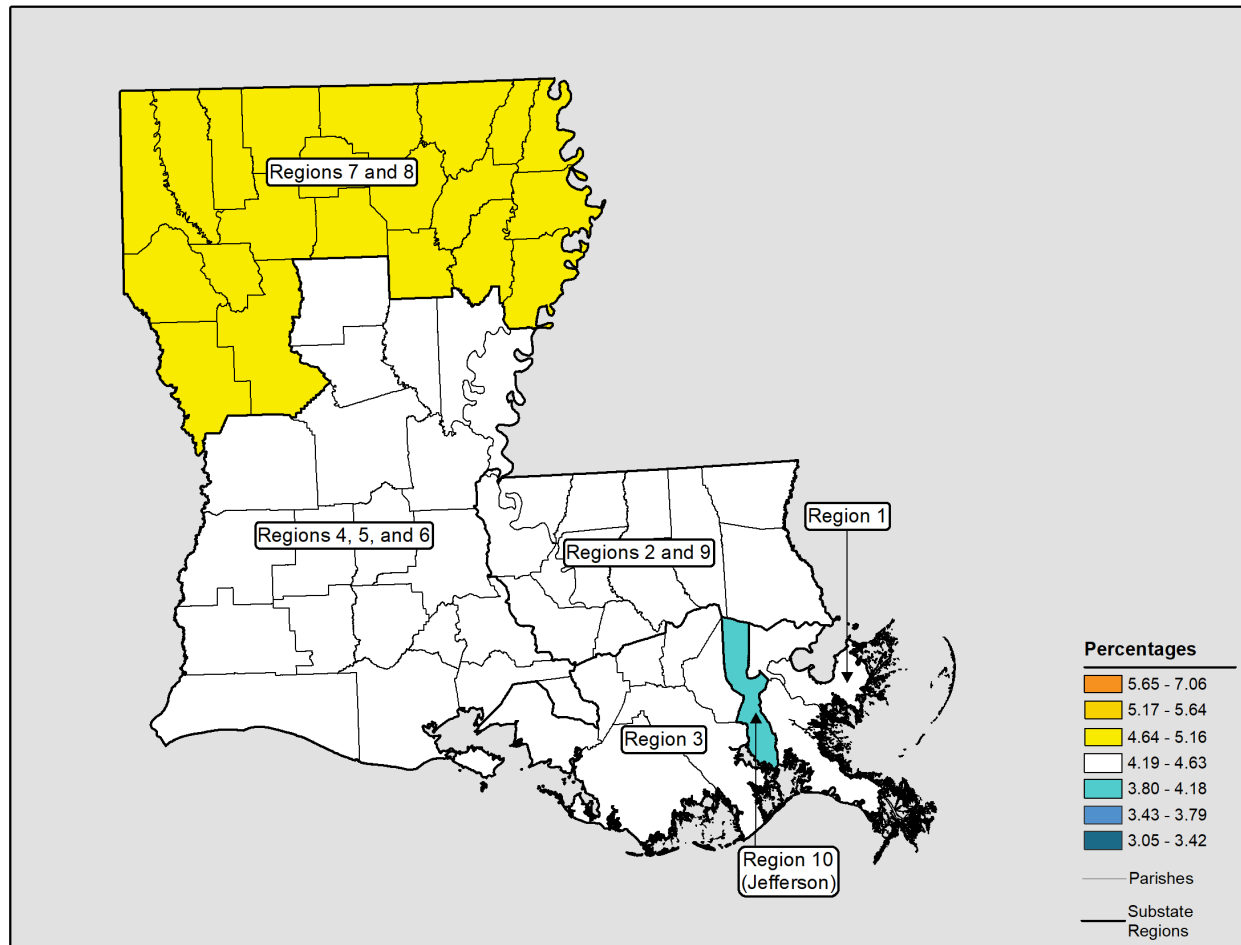 Regions 7 and 8
Region 1
Regions 4, 5, and 6
Regions 2 and 9
Region 3
Region 10
(Jefferson)
Percentages
5.65 - 7.06
5.17 - 5.64
4.64 - 5.16
4.19 - 4.63
3.80 - 4.18
3.43 - 3.79
3.05 - 3.42
Parishes
Substate
Regions